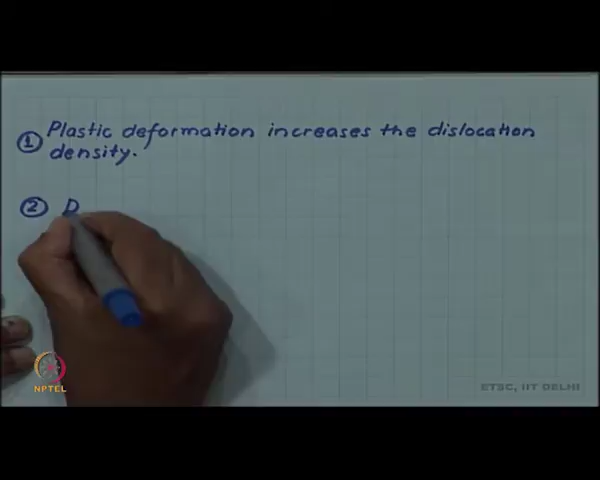 ① Plastic deformation increases the dislocation
density.
② D
NPTEL
ETSC, IIT DELHI